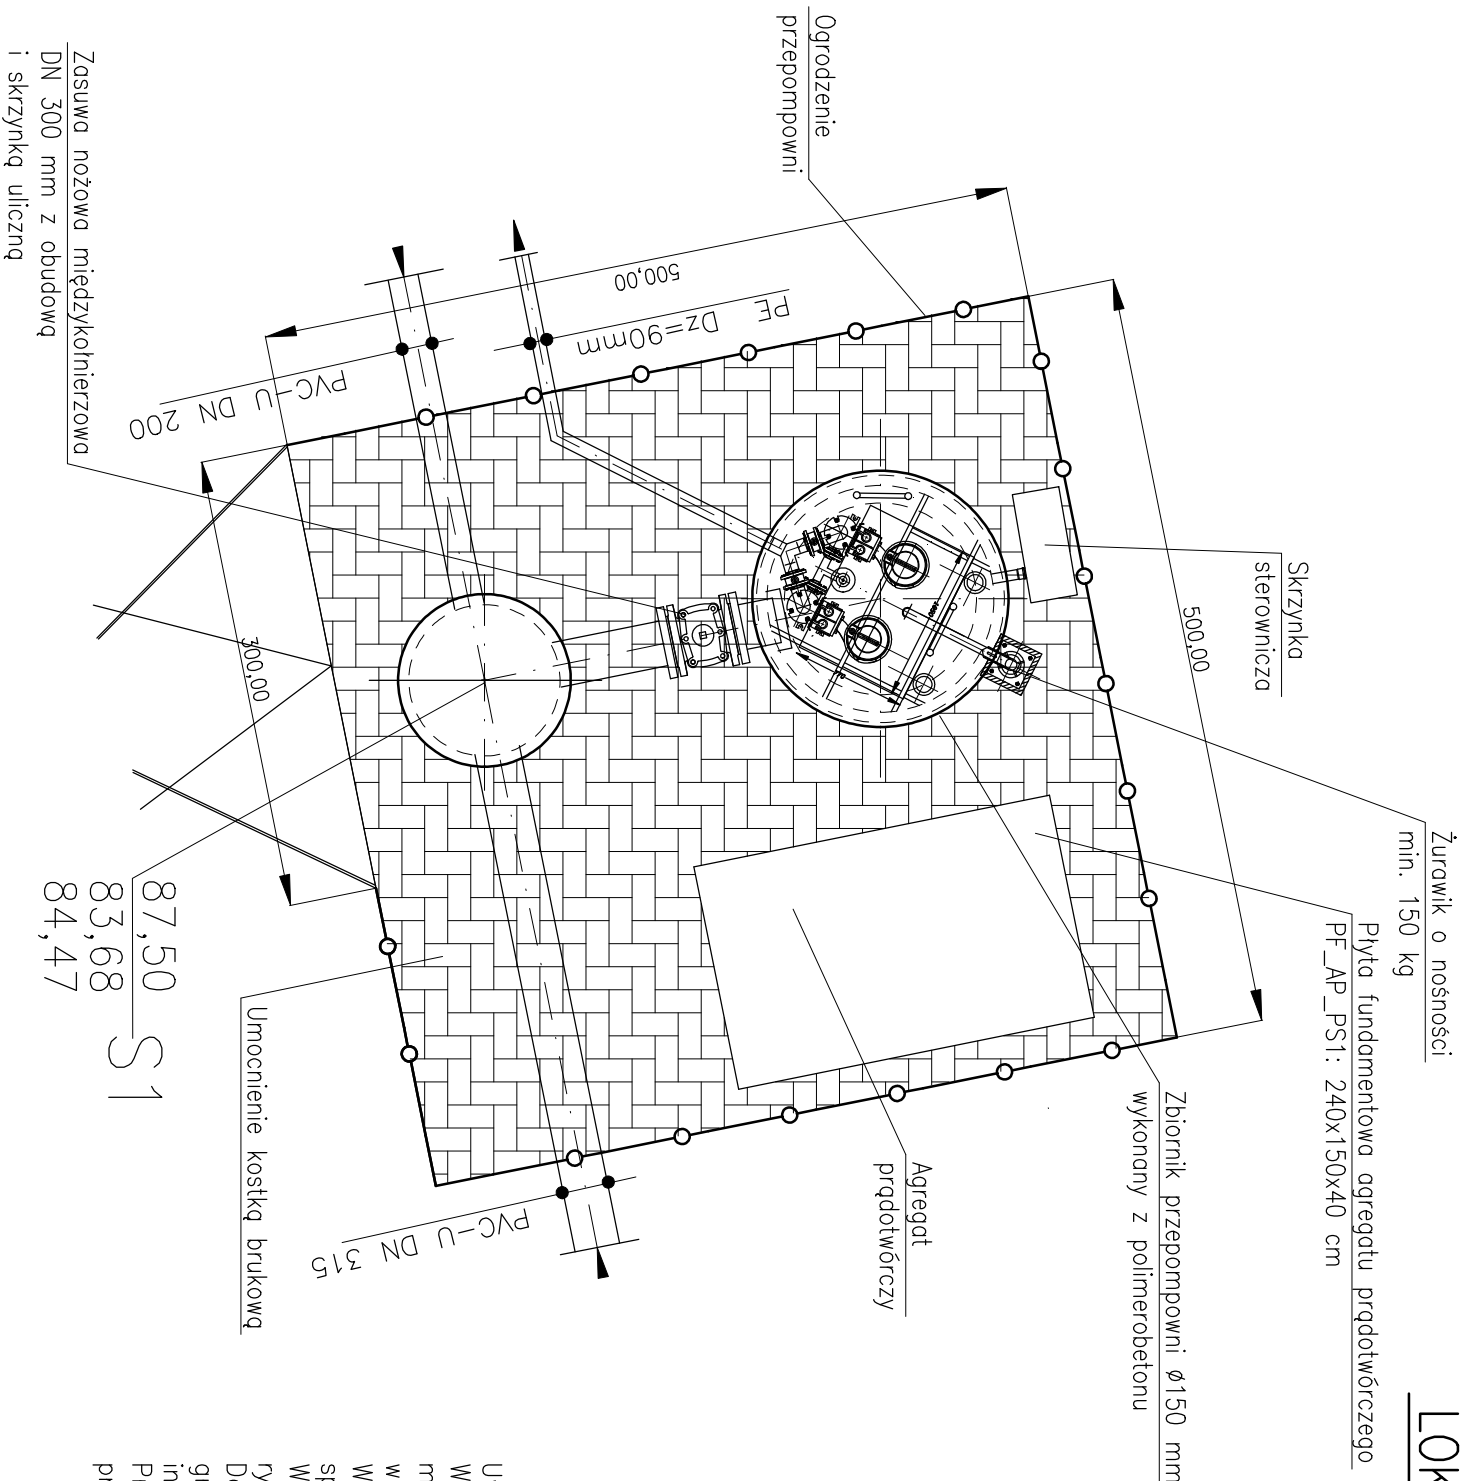 LOK
Żurawik o nośności
min. 150 kg
Płyta fundamentowa agregatu prądotwórczego
PF_AP_PS1: 240x150x40 cm
Skrzynka
sterownicza
500,00
Zbiornik przepompowni ø150 mm
wykonany z polimerobetonu
Agregat
prądotwórczy
Ogrodzenie
przepompowni
500,00
PE Dz=90mm
PVC-U DN 200
300,00
PVC-U DN 315
Umocnienie kostką brukową
87,50
83,68
84,47
S1
Zasuwa nożowa międzykołnierzowa
DN 300 mm z obudową
i skrzynką uliczną